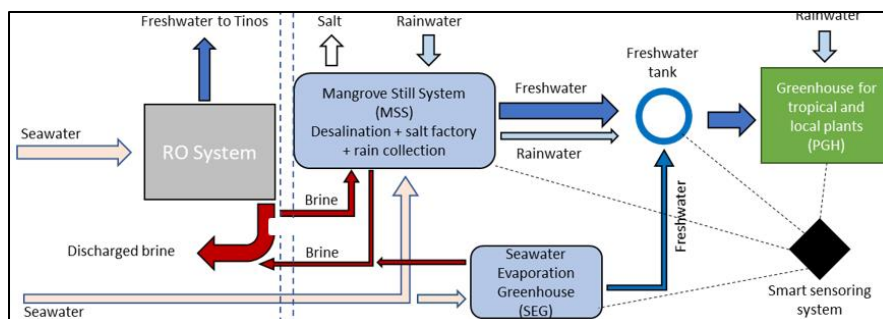 Freshwater to Tinos
Salt
Rainwater
Rainwater
Seawater
RO System
Mangrove Still System
(MSS)
Desalination + salt factory
+ rain collection
Freshwater
Rainwater
Freshwater
tank
Greenhouse for
tropical and
local plants
(PGH)
Brine
Discharged brine
Brine
Seawater
Evaporation
Greenhouse
(SEG)
Freshwater
Smart sensoring
system
Seawater